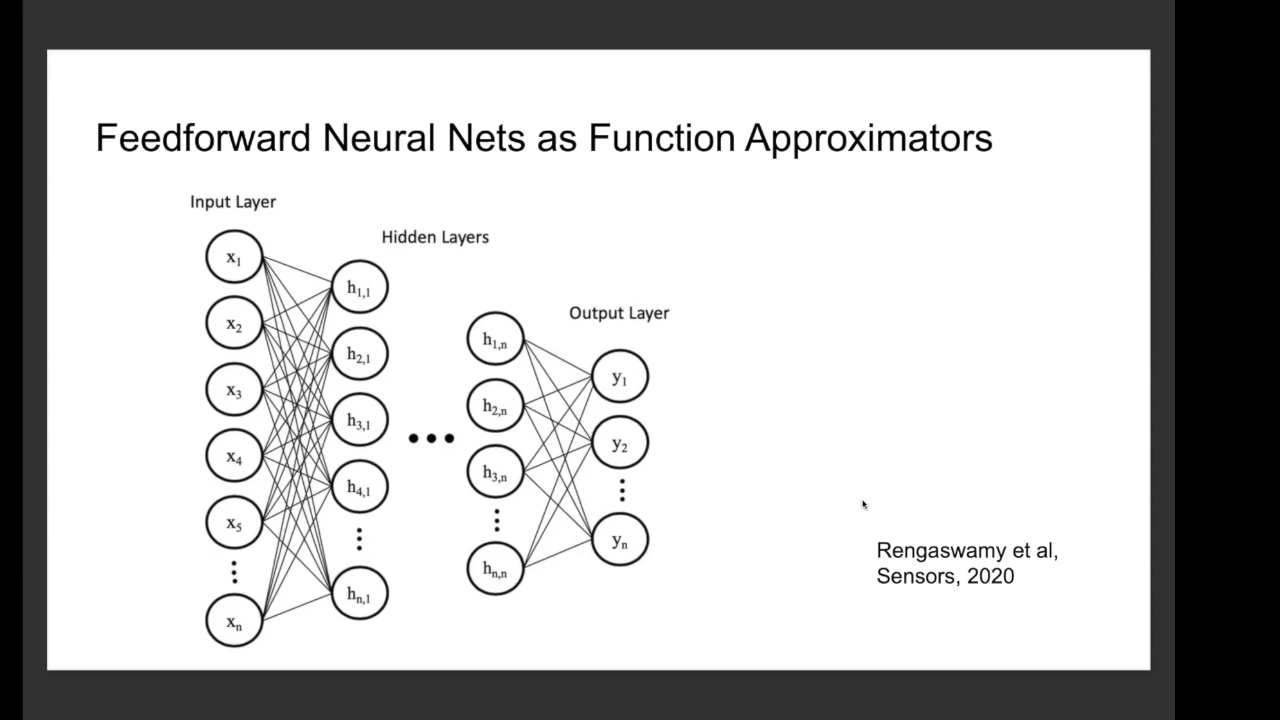 Feedforward Neural Nets as Function Approximators
Input Layer
Hidden Layers
Output Layer
x1
x2
x3
x4
x5
xn
h1,1
h2,1
h3,1
h4,1
hn,1
h1,n
h2,n
h3,n
hn,n
y1
y2
yn
Rengaswamy et al,
Sensors, 2020